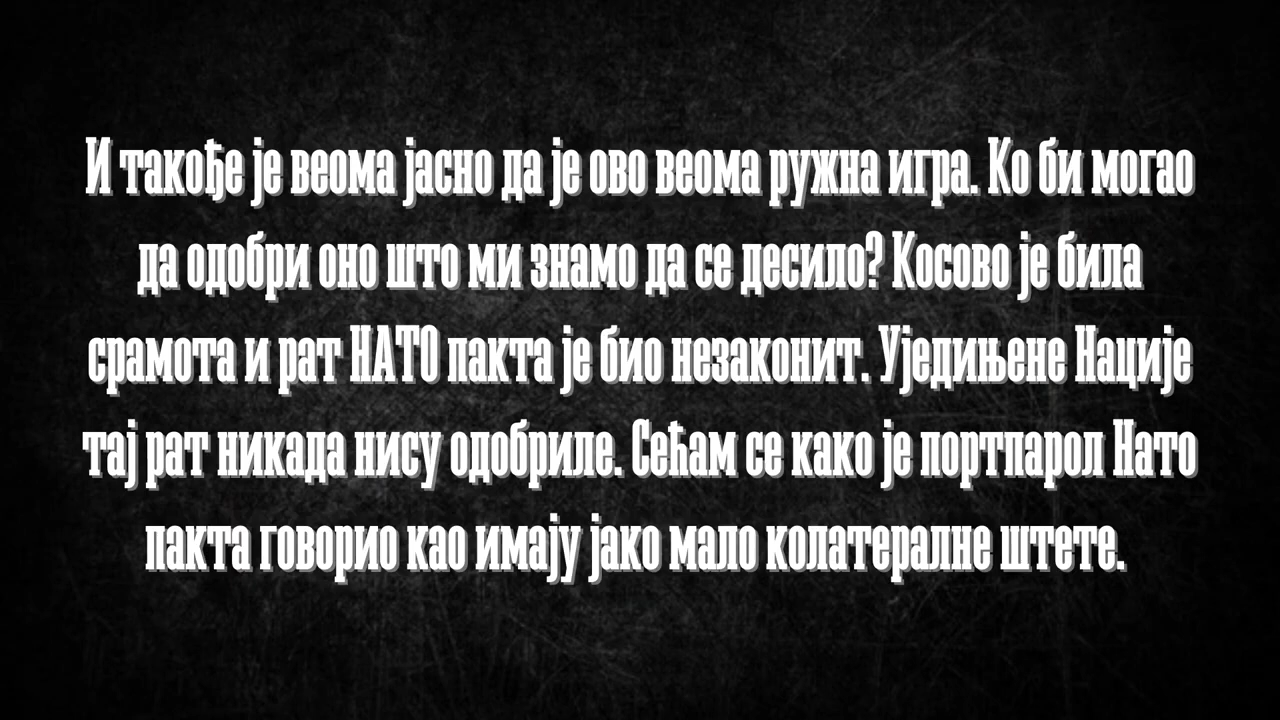 И такође је веома јасно да је ово веома ружна игра. Ко би могао
да одобри оно што ми знамо да се десило? Косово је била
срамота и рат НАТО пакта је био незаконит. Уједињене Нације
тај рат никада нису одобриле. Сећам се како је портпарол Нато
пакта говорио као имају јако мало колатералне штете.